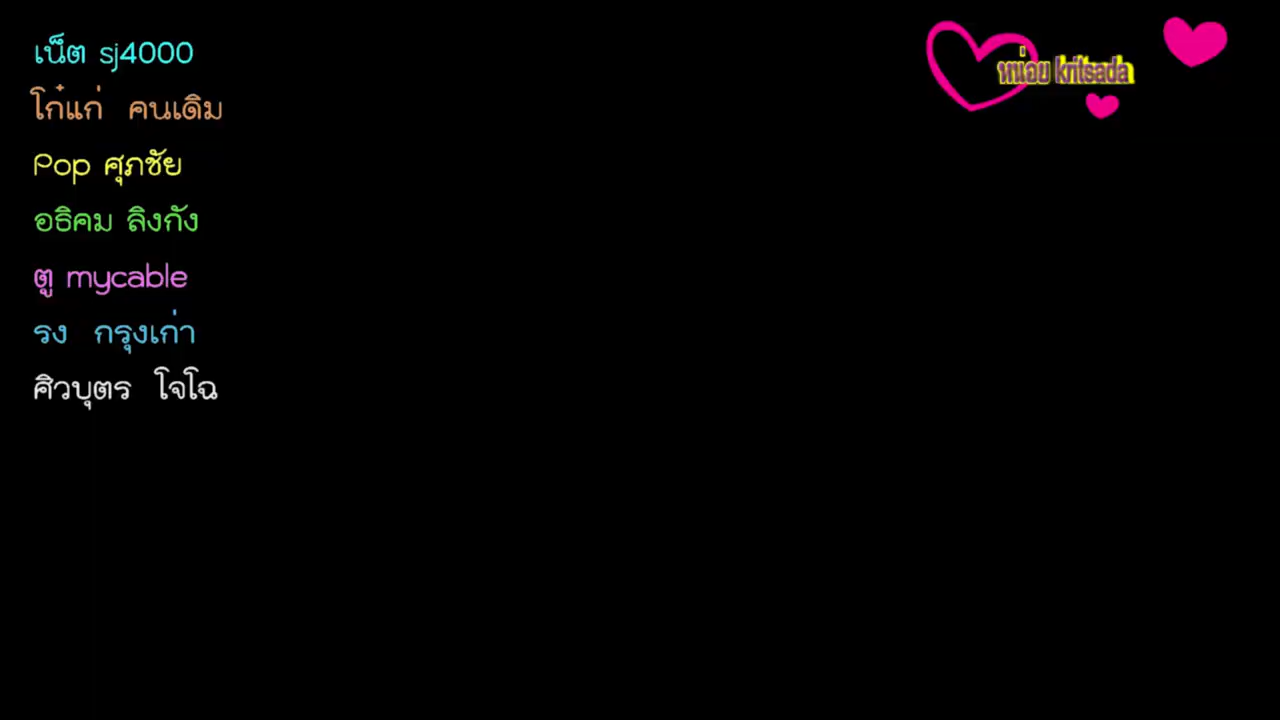 เน็ต sj4000
โก๋แก่ คนเดิม
Pop ศุภชัย
อธิคม ลิงกัง
ตู mycable
รง กรุงเก่า
ศิวบุตร โจโฉ
หน่อย kritsada